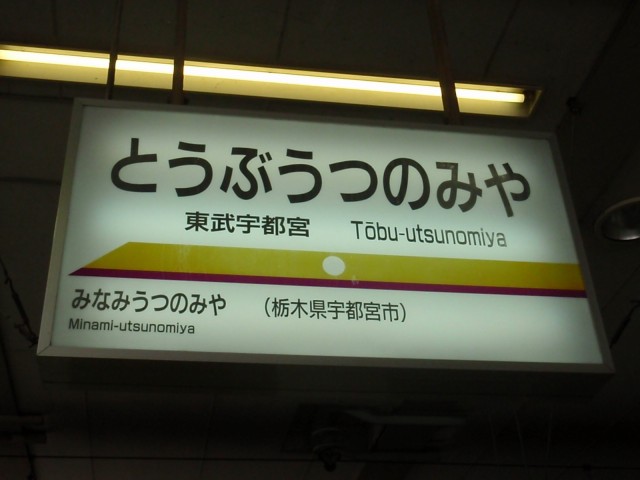 とうぶうつのみや
東武宇都宮 Tōbu-utsunomiya
みなみうつのみや (栃木県宇都宮市)
Minami-utsunomiya